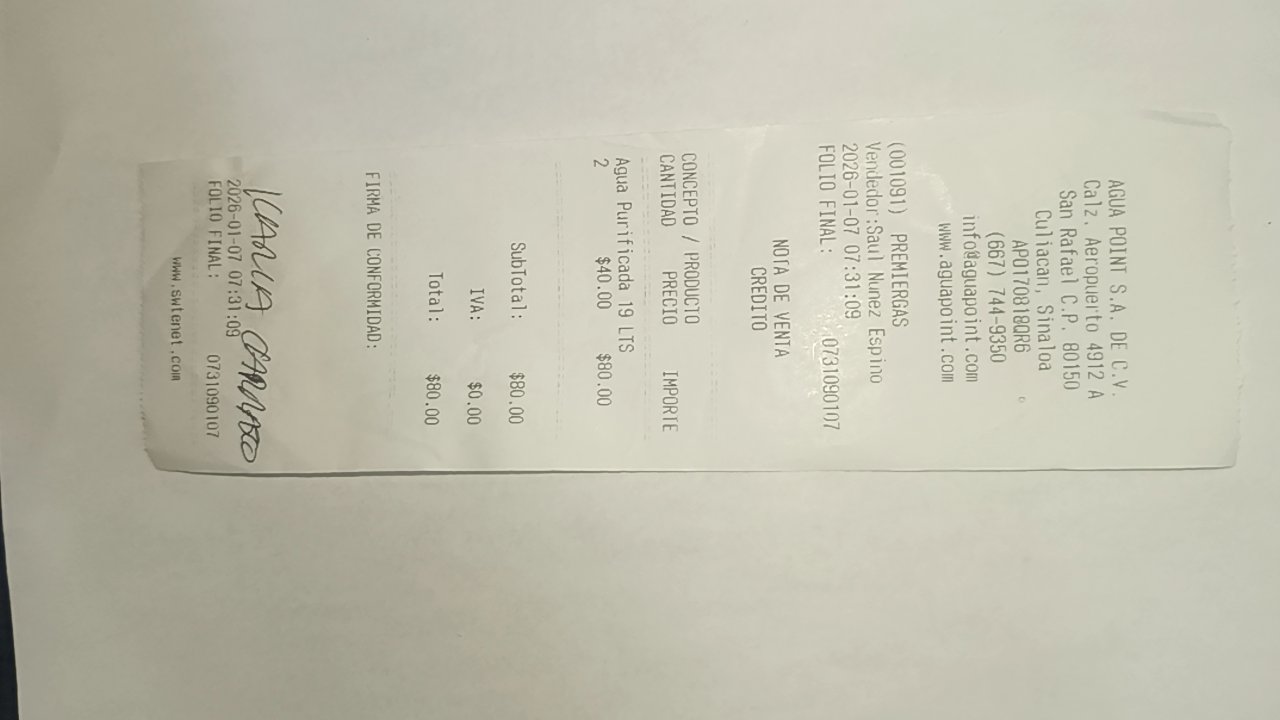 AGUA POINT S.A. DE C.V.
Calz. Aeropuerto 4912 A
San Rafael C.P. 80150
Culiacan, Sinaloa
APO170818QR6
(667) 744-9350
info@aguapoint.com
www.aguapoint.com
(001091) PREMIERGAS
Vendedor:Saul Nunez Espino
2026-01-07 07:31:09
FOLIO FINAL: 0731090107
NOTA DE VENTA
CREDITO
CONCEPTO / PRODUCTO
CANTIDAD PRECIO IMPORTE
Agua Purificada 19 LTS
2 $40.00 $80.00
SubTotal: $80.00
IVA: $0.00
Total: $80.00
FIRMA DE CONFORMIDAD:
2026-01-07 07:31:09
FOLIO FINAL: 0731090107
www.swtenet.com